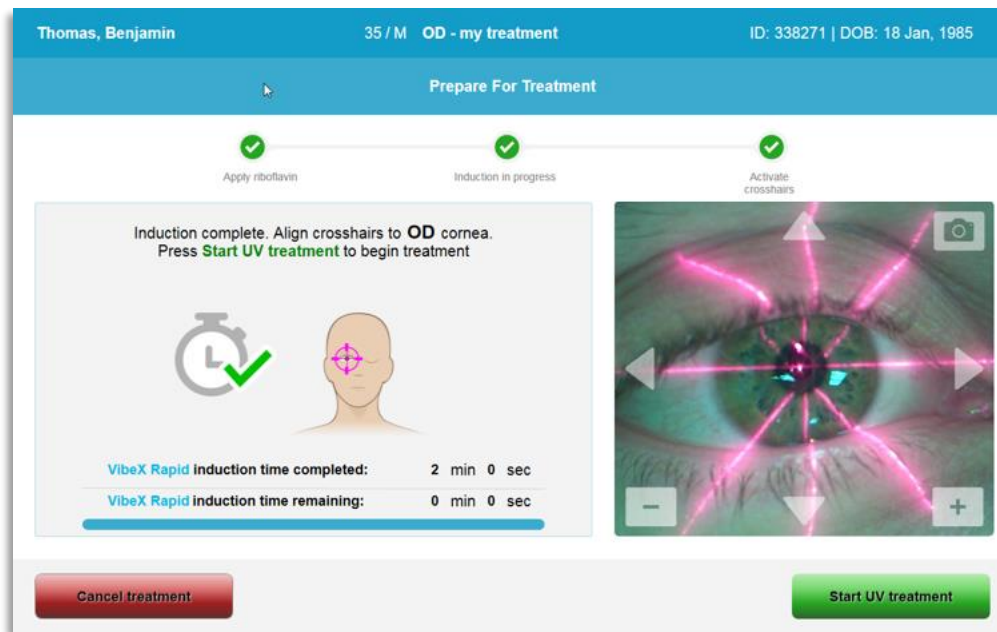 Thomas, Benjamin 35 / M OD - my treatment ID: 338271 | DOB: 18 Jan, 1985
Prepare For Treatment
Apply riboflavin Induction in progress Activate
crosshairs
Induction complete. Align crosshairs to OD cornea.
Press Start UV treatment to begin treatment
VibeX Rapid induction time completed: 2 min 0 sec
VibeX Rapid induction time remaining: 0 min 0 sec
Cancel treatment Start UV treatment